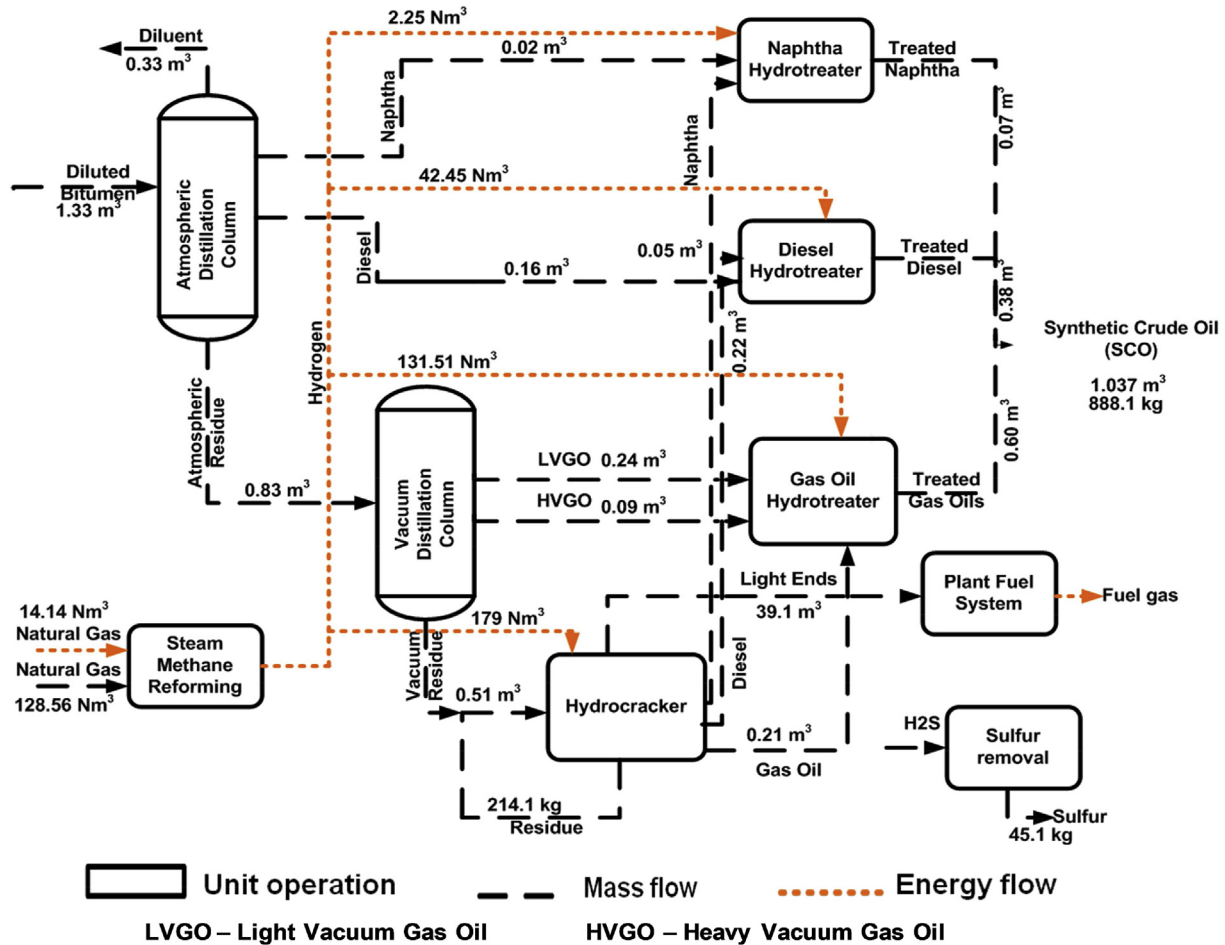 2.25 Nm³
Diluent
0.33 m³
0.02 m³
Naphtha
Hydrotreater
Treated
Naphtha
Naphtha
Naphtha
0.07 m³
Diluted
Bitumen
1.33 m³
Atmospheric
Distillation
Column
42.45 Nm³
Diesel
0.16 m³
0.05 m³
Diesel
Hydrotreater
Treated
Diesel
0.38 m³
0.22 m³
Synthetic Crude Oil
(SCO)
1.037 m³
888.1 kg
Hydrogen
131.51 Nm³
Atmospheric
Residue
0.83 m³
Vacuum
Distillation
Column
LVGO 0.24 m³
HVGO 0.09 m³
Gas Oil
Hydrotreater
Treated
Gas Oils
0.60 m³
Light Ends
39.1 m³
Plant Fuel
System
Fuel gas
14.14 Nm³
Natural Gas
Natural Gas
128.56 Nm³
Steam
Methane
Reforming
179 Nm³
Vacuum
Residue
0.51 m³
Hydrocracker
Diesel
0.21 m³
Gas Oil
H2S
Sulfur
removal
Sulfur
45.1 kg
214.1 kg
Residue
Unit operation
Mass flow
Energy flow
LVGO – Light Vacuum Gas Oil
HVGO – Heavy Vacuum Gas Oil